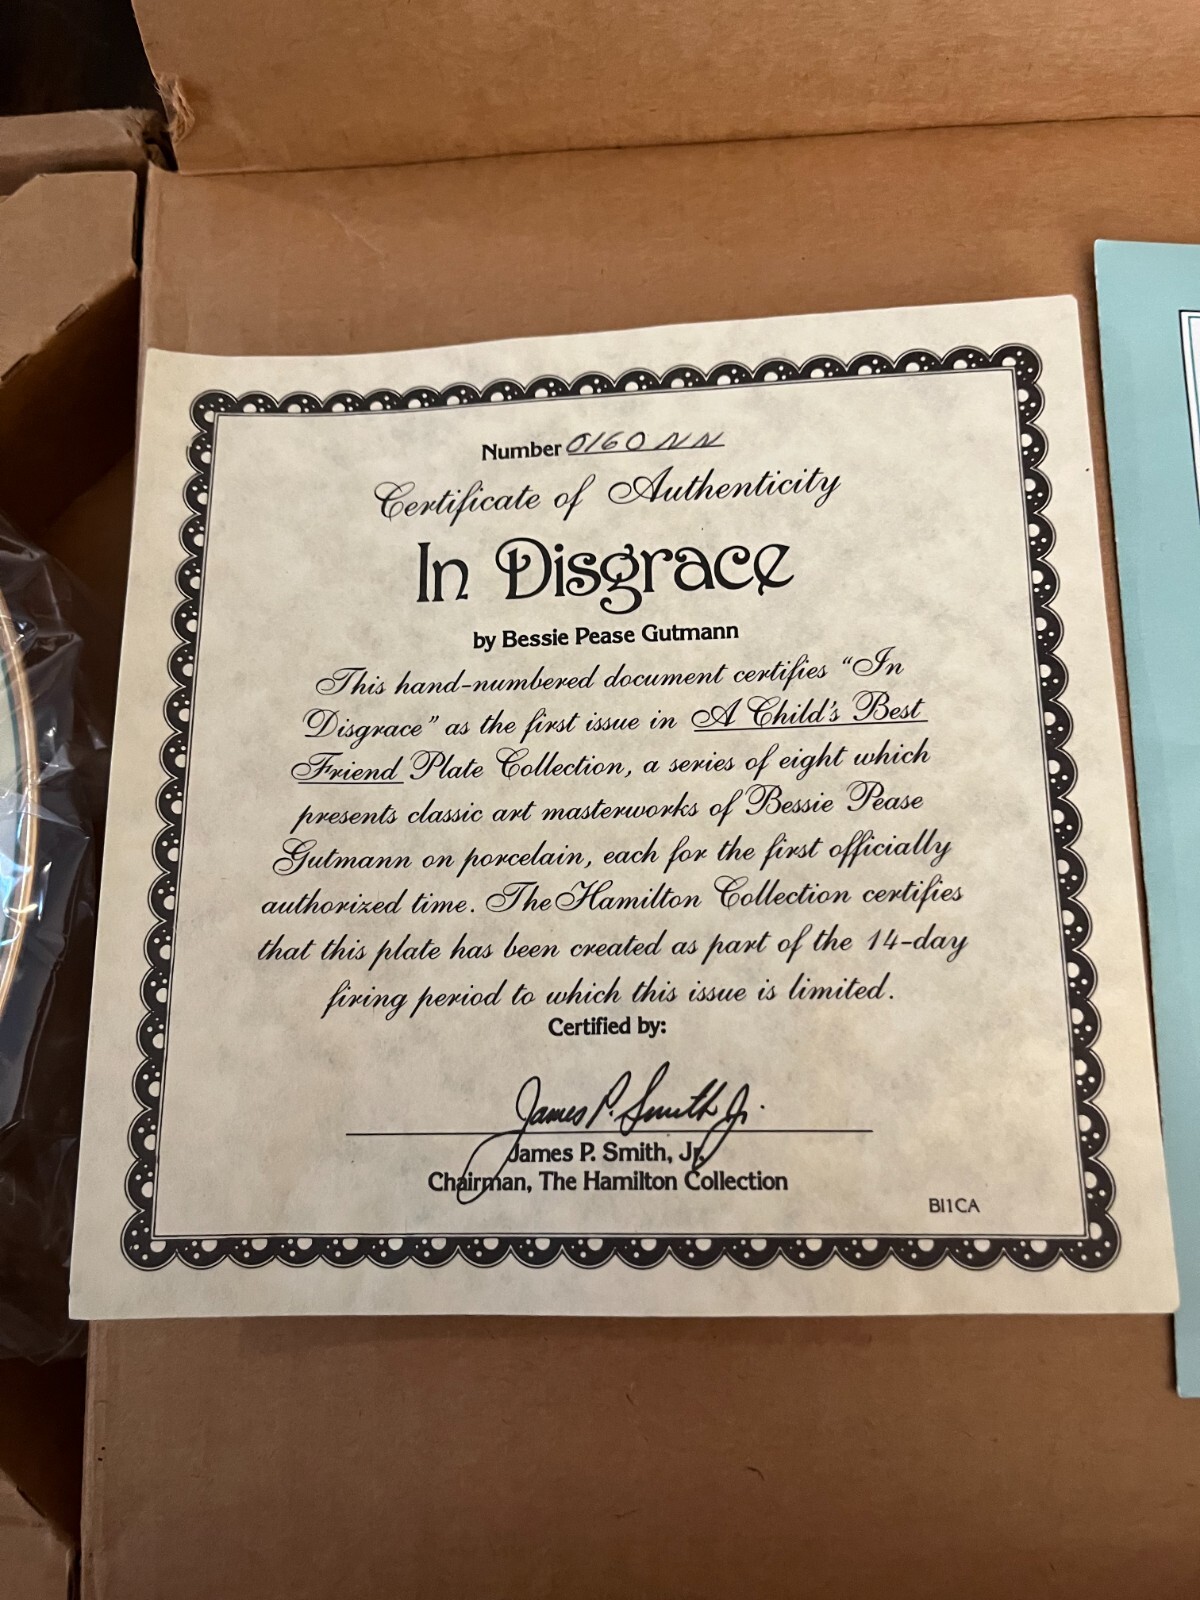 Number 0160 NN
Certificate of Authenticity
In Disgrace
by Bessie Pease Gutmann
This hand-numbered document certifies “In
Disgrace” as the first issue in A Child's Best
Friend Plate Collection, a series of eight which
presents classic art masterworks of Bessie Pease
Gutmann on porcelain, each for the first officially
authorized time. The Hamilton Collection certifies
that this plate has been created as part of the 14-day
firing period to which this issue is limited.
Certified by:
James P. Smith Jr.
James P. Smith, Jr.
Chairman, The Hamilton Collection
BI1CA